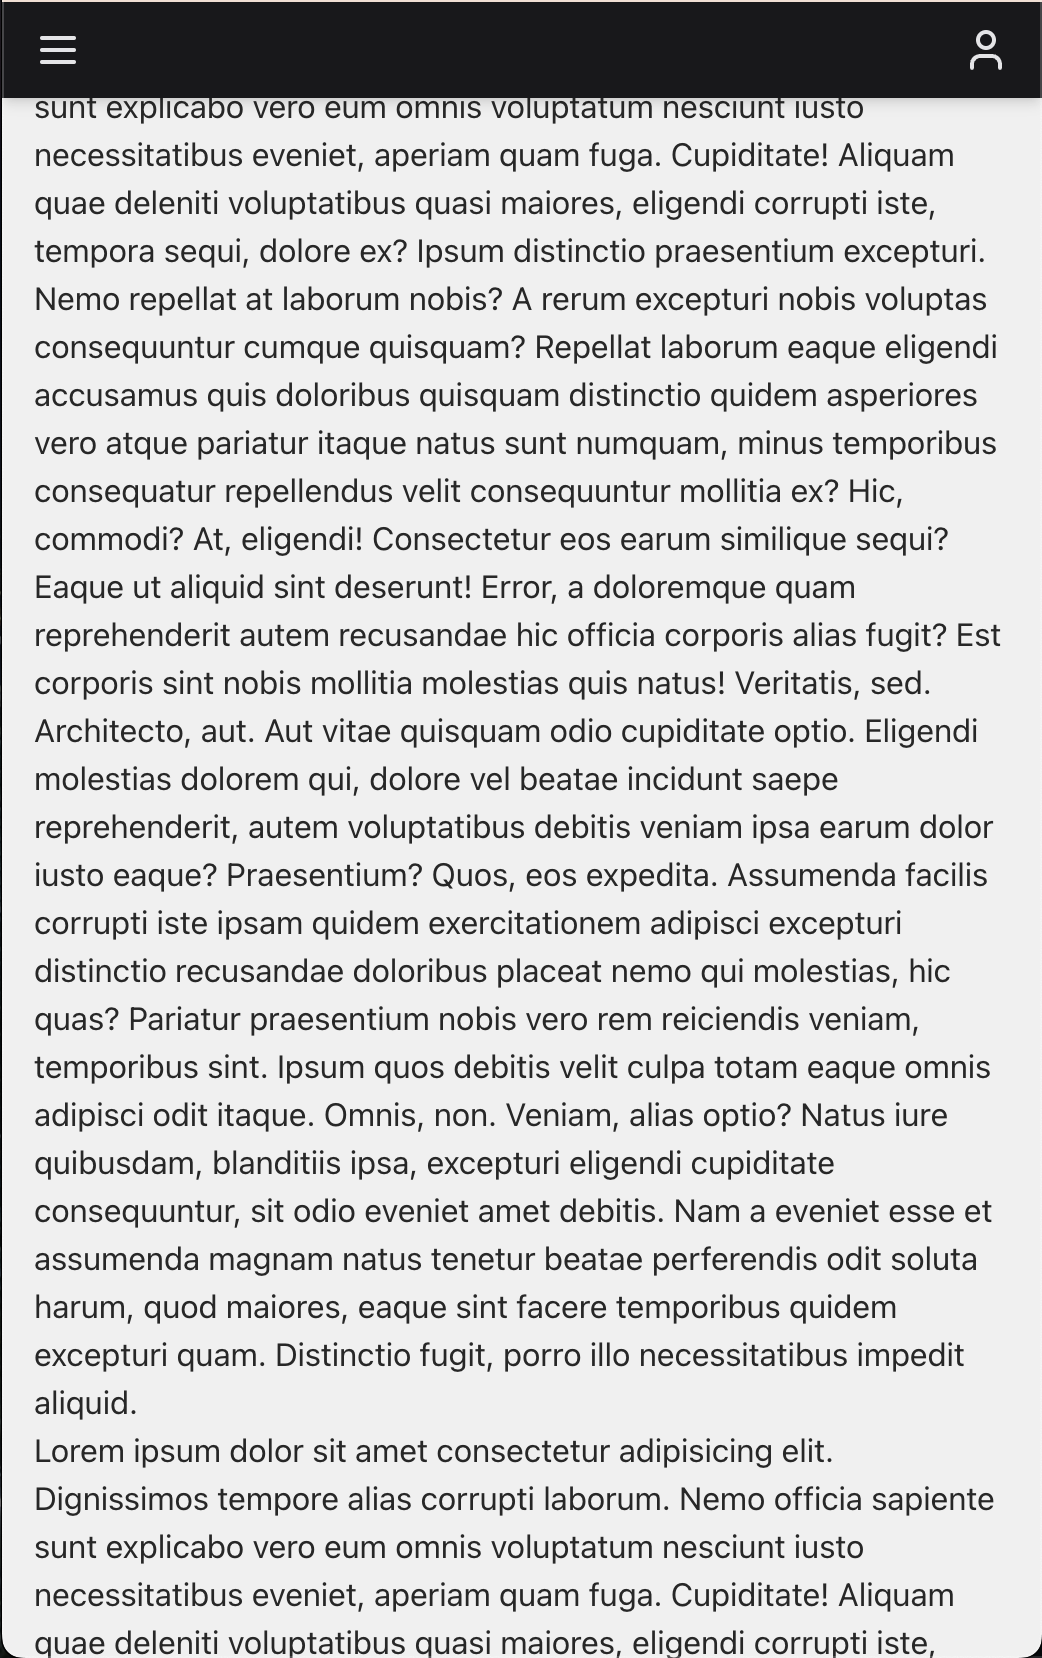 sunt explicabo vero eum omnis voluptatum nesciunt iusto
necessitatibus eveniet, aperiam quam fuga. Cupiditate! Aliquam
quae deleniti voluptatibus quasi maiores, eligendi corrupti iste,
tempora sequi, dolore ex? Ipsum distinctio praesentium excepturi.
Nemo repellat at laborum nobis? A rerum excepturi nobis voluptas
consequuntur cumque quisquam? Repellat laborum eaque eligendi
accusamus quis doloribus quisquam distinctio quidem asperiores
vero atque pariatur itaque natus sunt numquam, minus temporibus
consequatur repellendus velit consequuntur mollitia ex? Hic,
commodi? At, eligendi! Consectetur eos earum similique sequi?
Eaque ut aliquid sint deserunt! Error, a doloremque quam
reprehenderit autem recusandae hic officia corporis alias fugit? Est
corporis sint nobis mollitia molestias quis natus! Veritatis, sed.
Architecto, aut. Aut vitae quisquam odio cupiditate optio. Eligendi
molestias dolorem qui, dolore vel beatae incidunt saepe
reprehenderit, autem voluptatibus debitis veniam ipsa earum dolor
iusto eaque? Praesentium? Quos, eos expedita. Assumenda facilis
corrupti iste ipsam quidem exercitationem adipisci excepturi
distinctio recusandae doloribus placeat nemo qui molestias, hic
quas? Pariatur praesentium nobis vero rem reiciendis veniam,
temporibus sint. Ipsum quos debitis velit culpa totam eaque omnis
adipisci odit itaque. Omnis, non. Veniam, alias optio? Natus iure
quibusdam, blanditiis ipsa, excepturi eligendi cupiditate
consequuntur, sit odio eveniet amet debitis. Nam a eveniet esse et
assumenda magnam natus tenetur beatae perferendis odit soluta
harum, quod maiores, eaque sint facere temporibus quidem
excepturi quam. Distinctio fugit, porro illo necessitatibus impedit
aliquid.
Lorem ipsum dolor sit amet consectetur adipisicing elit.
Dignissimos tempore alias corrupti laborum. Nemo officia sapiente
sunt explicabo vero eum omnis voluptatum nesciunt iusto
necessitatibus eveniet, aperiam quam fuga. Cupiditate! Aliquam
quae deleniti voluptatibus quasi maiores, eligendi corrupti iste,